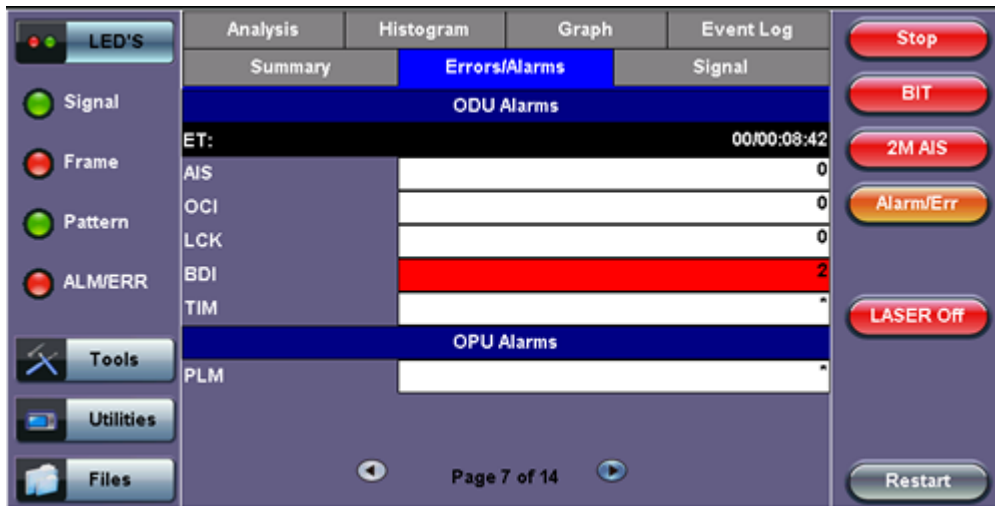 LED'S
Signal
Frame
Pattern
ALM/ERR
Tools
Utilities
Files
Analysis Histogram Graph Event Log
Summary Errors/Alarms Signal
ODU Alarms
ET: 00/00:08:42
AIS 0
OCI 0
LCK 0
BDI 2
TIM *
OPU Alarms
PLM *
Page 7 of 14
Stop
BIT
2M AIS
Alarm/Err
LASER Off
Restart